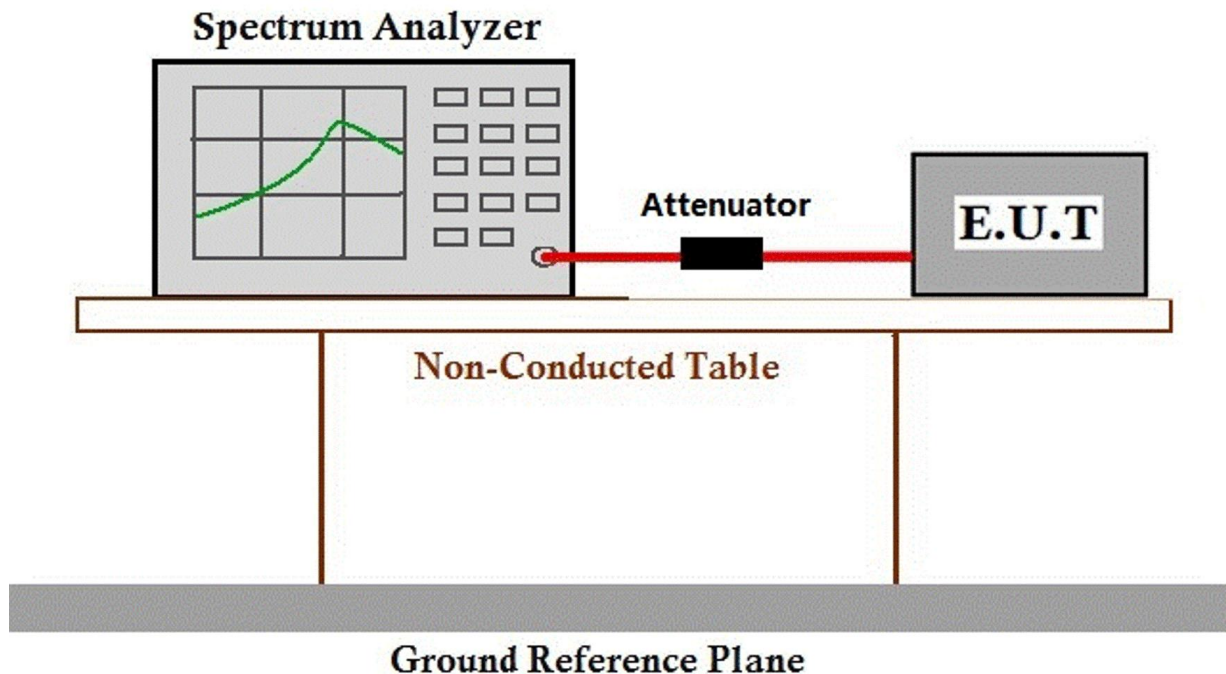 Spectrum Analyzer
Attenuator
E.U.T
Non-Conducted Table
Ground Reference Plane